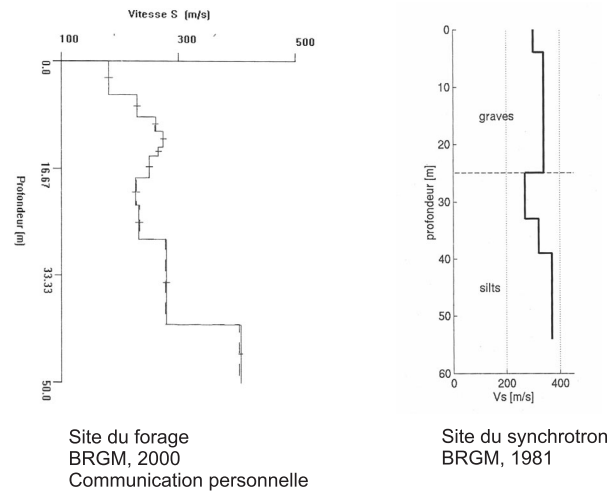 Vitesse S (m/s)
100
300
500
0.0
16.67
33.33
50.0
Profondeur [m]
Site du forage
BRGM, 2000
Communication personnelle
0
10
20
30
40
50
60
profondeur [m]
graves
silts
0
200
400
Vs [m/s]
Site du synchrotron
BRGM, 1981